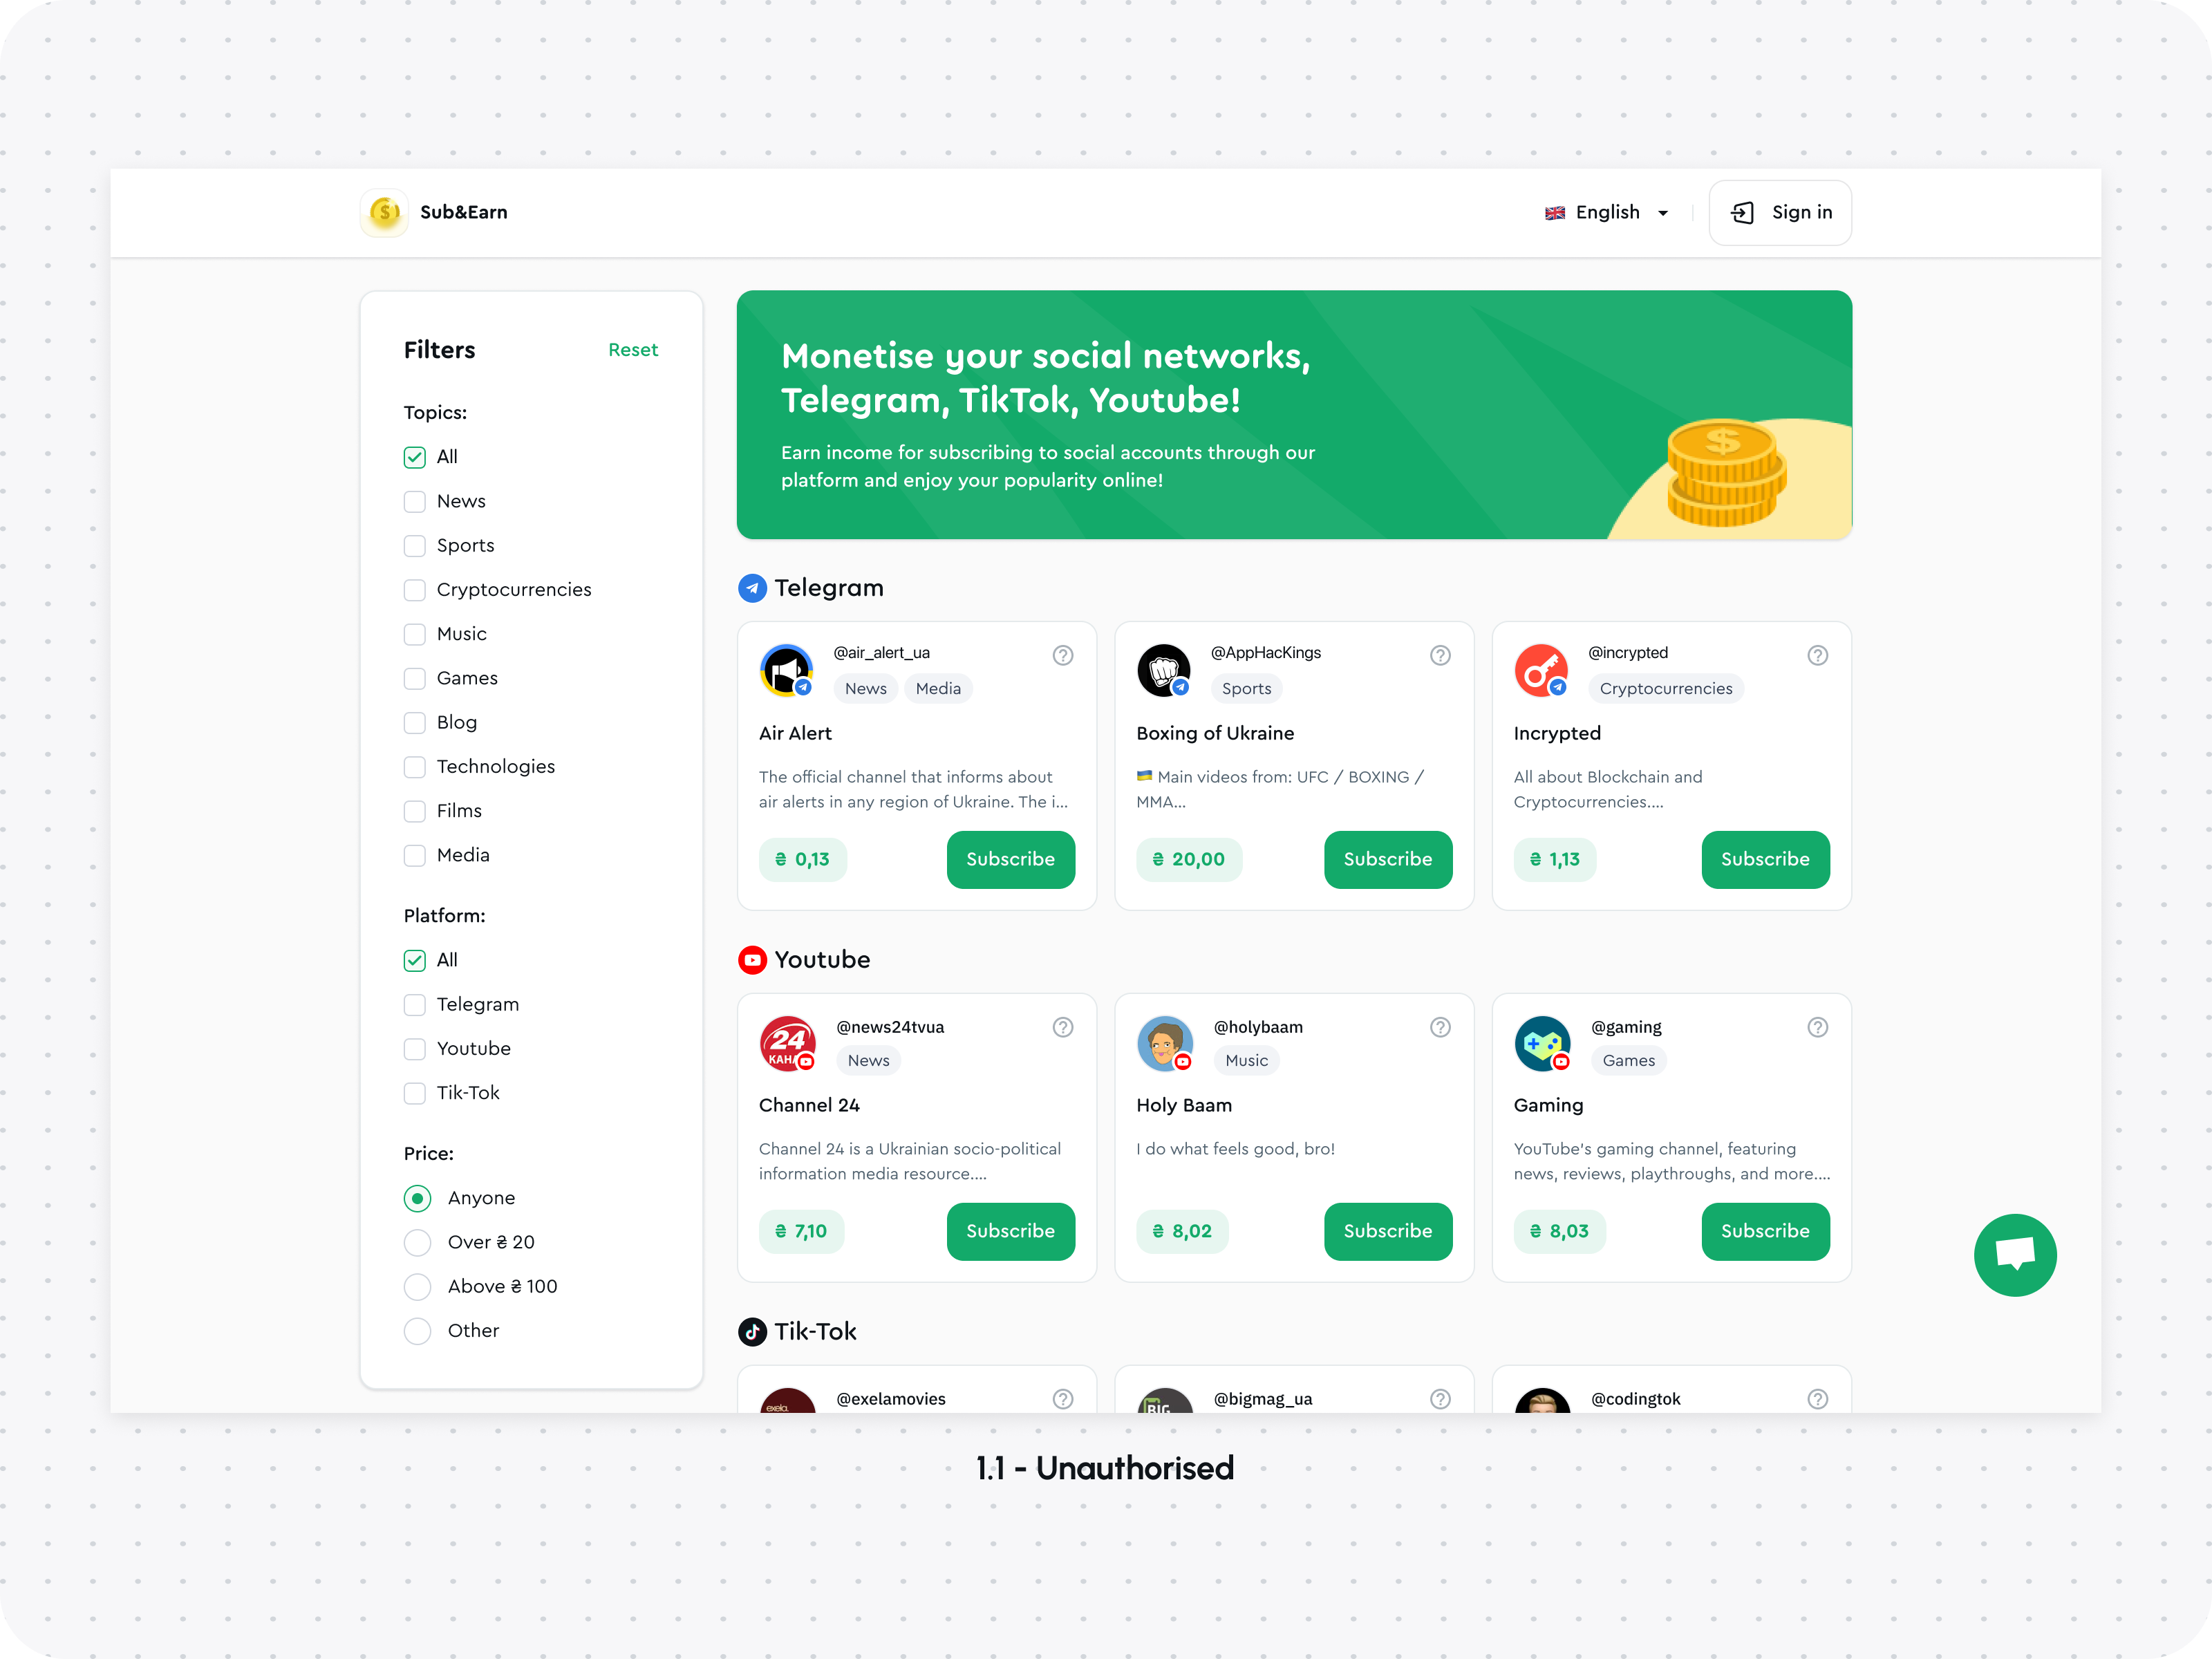 Sub&Earn
English
Sign in
Filters
Reset
Topics:
All
News
Sports
Cryptocurrencies
Music
Games
Blog
Technologies
Films
Media
Platform:
All
Telegram
Youtube
Tik-Tok
Price:
Anyone
Over ₴ 20
Above ₴ 100
Other
Monetise your social networks,
Telegram, TikTok, Youtube!
Earn income for subscribing to social accounts through our
platform and enjoy your popularity online!
Telegram
@air_alert_ua
News Media
Air Alert
The official channel that informs about
air alerts in any region of Ukraine. The i...
₴ 0,13
Subscribe
@AppHacKings
Sports
Boxing of Ukraine
🇺🇦 Main videos from: UFC / BOXING /
MMA...
₴ 20,00
Subscribe
@incrypted
Cryptocurrencies
Incrypted
All about Blockchain and
Cryptocurrencies....
₴ 1,13
Subscribe
Youtube
24
КАНА
@news24tvua
News
Channel 24
Channel 24 is a Ukrainian socio-political
information media resource....
₴ 7,10
Subscribe
@holybaam
Music
Holy Baam
I do what feels good, bro!
₴ 8,02
Subscribe
@gaming
Games
Gaming
YouTube's gaming channel, featuring
news, reviews, playthroughs, and more....
₴ 8,03
Subscribe
Tik-Tok
exela.
@exelamovies
BIG
@bigmag_ua
@codingtok
1.1 - Unauthorised